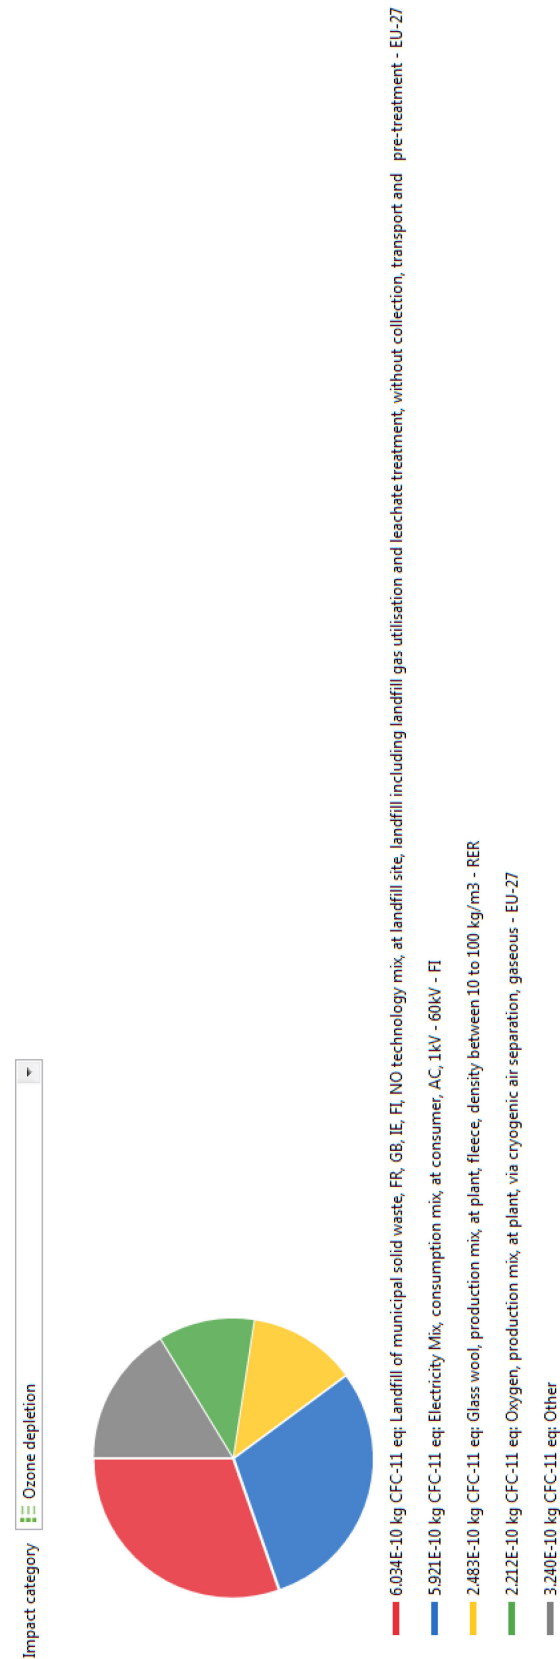 Impact category
Ozone depletion
6.034E-10 kg CFC-11 eq: Landfill of municipal solid waste, FR, GB, IE, FI, NO technology mix, at landfill site, landfill including landfill gas utilisation and leachate treatment, without collection, transport and pre-treatment - EU-27
5.921E-10 kg CFC-11 eq: Electricity Mix, consumption mix, at consumer, AC, 1kV - 60kV - FI
2.483E-10 kg CFC-11 eq: Glass wool, production mix, at plant, fleece, density between 10 to 100 kg/m3 - RER
2.212E-10 kg CFC-11 eq: Oxygen, production mix, at plant, via cryogenic air separation, gaseous - EU-27
3.240E-10 kg CFC-11 eq: Other